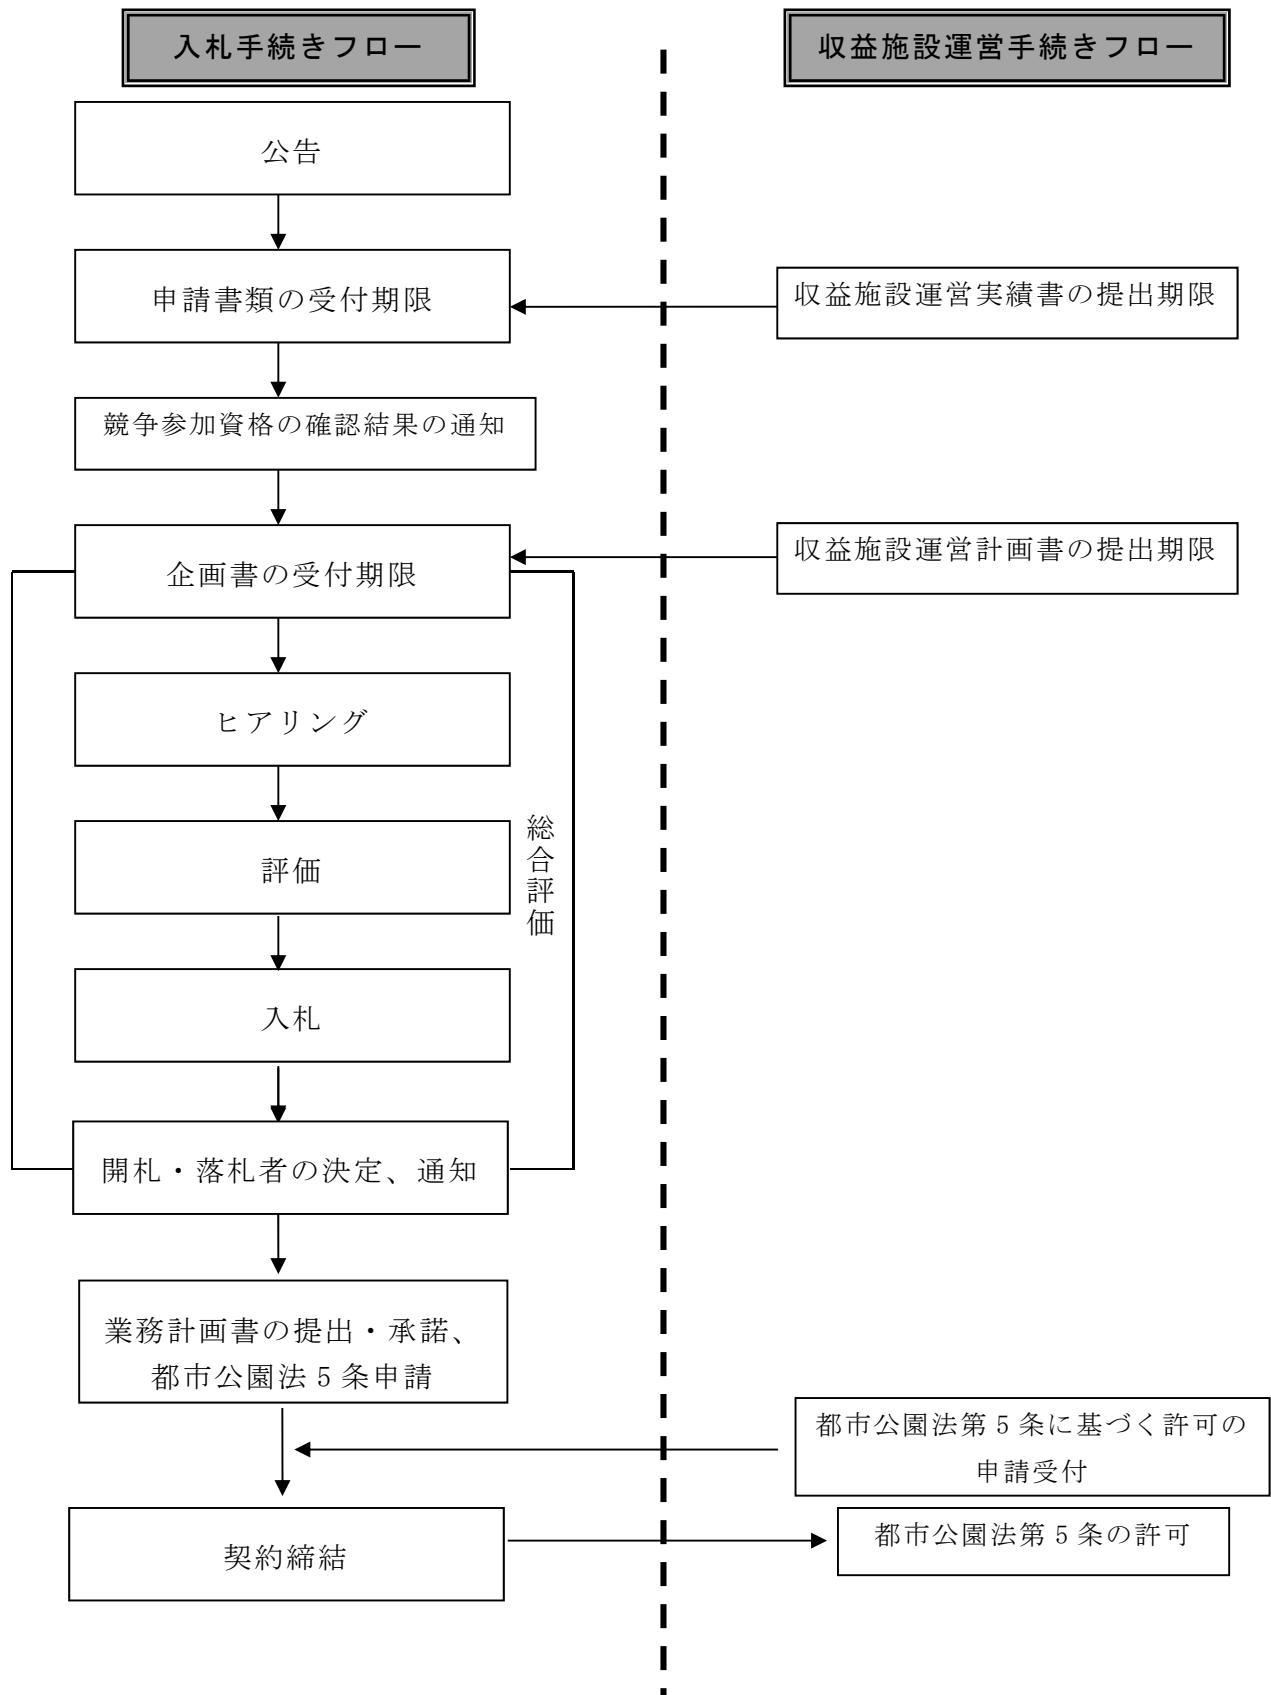 入札手続きフロー
収益施設運営手続きフロー
公告
申請書類の受付期限
収益施設運営実績書の提出期限
競争参加資格の確認結果の通知
企画書の受付期限
収益施設運営計画書の提出期限
ヒアリング
評価
総合評価
入札
開札・落札者の決定、通知
業務計画書の提出・承諾、
都市公園法5条申請
都市公園法第5条に基づく許可の
申請受付
契約締結
都市公園法第5条の許可